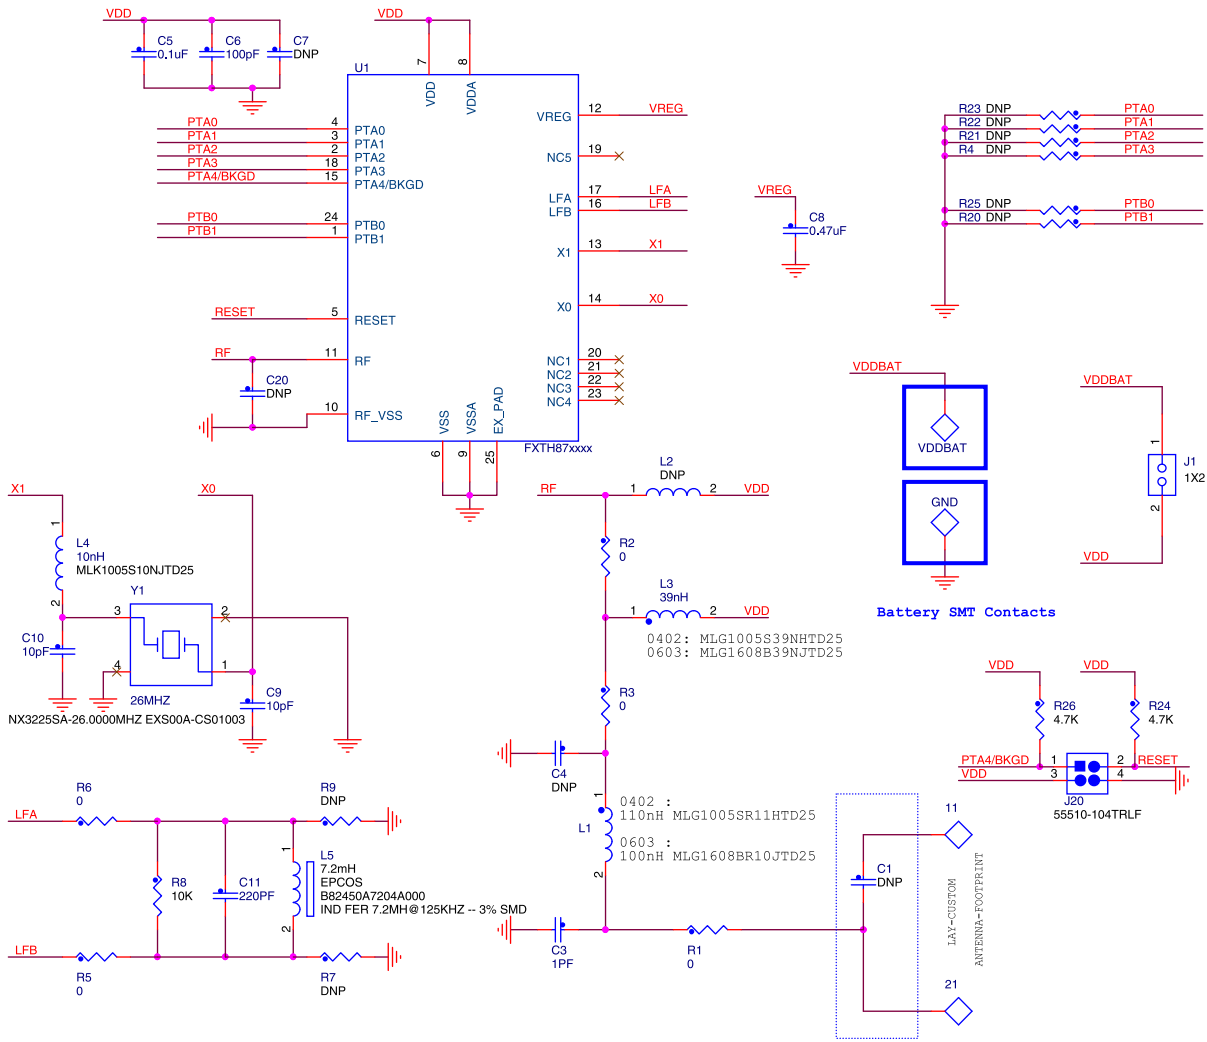 VDD
C5
0.1uF
C6
100pF
C7
DNP
VDD
7
8
U1
VDD
VDDA
PTA0 4 PTA0
PTA1 3 PTA1
PTA2 2 PTA2
PTA3 18 PTA3
PTA4/BKGD 15 PTA4/BKGD
PTB0 24 PTB0
PTB1 1 PTB1
RESET 5 RESET
RF 11 RF
C20
DNP
10 RF_VSS
VREG 12 VREG
NC5 19
LFA 17 LFA
LFB 16 LFB
X1 13 X1
X0 14 X0
NC1 20
NC2 21
NC3 22
NC4 23
VSS
VSSA
EX_PAD
6
9
25
FXTH87xxxx
VREG
C8
0.47uF
R23 DNP PTA0
R22 DNP PTA1
R21 DNP PTA2
R4 DNP PTA3
R25 DNP PTB0
R20 DNP PTB1
VDDBAT
VDDBAT
GND
Battery SMT Contacts
VDDBAT
1
J1
1X2
2
VDD
X1
X0
1
L4
10nH
MLK1005S10NJTD25
2
Y1
3
2
C10
10pF
4
1
26MHZ
C9
10pF
NX3225SA-26.0000MHZ EXS00A-CS01003
RF
L2
DNP
1 2 VDD
R2
0
L3
39nH
1 2 VDD
0402: MLG1005S39NHTD25
0603: MLG1608B39NJTD25
R3
0
C4
DNP
1
L1
2
0402 :
110nH MLG1005SR11HTD25
0603 :
100nH MLG1608BR10JTD25
C3
1PF
R1
0
C1
DNP
11
21
LAY-CUSTOM
ANTENNA-FOOTPRINT
VDD
VDD
R26
4.7K
R24
4.7K
PTA4/BKGD 1 2 RESET
VDD 3 4
J20
55510-104TRLF
R6
0
LFA
R9
DNP
R8
10K
C11
220PF
1
L5
7.2mH
EPCOS
B82450A7204A000
IND FER 7.2MH@125KHZ -- 3% SMD
2
LFB
R5
0
R7
DNP